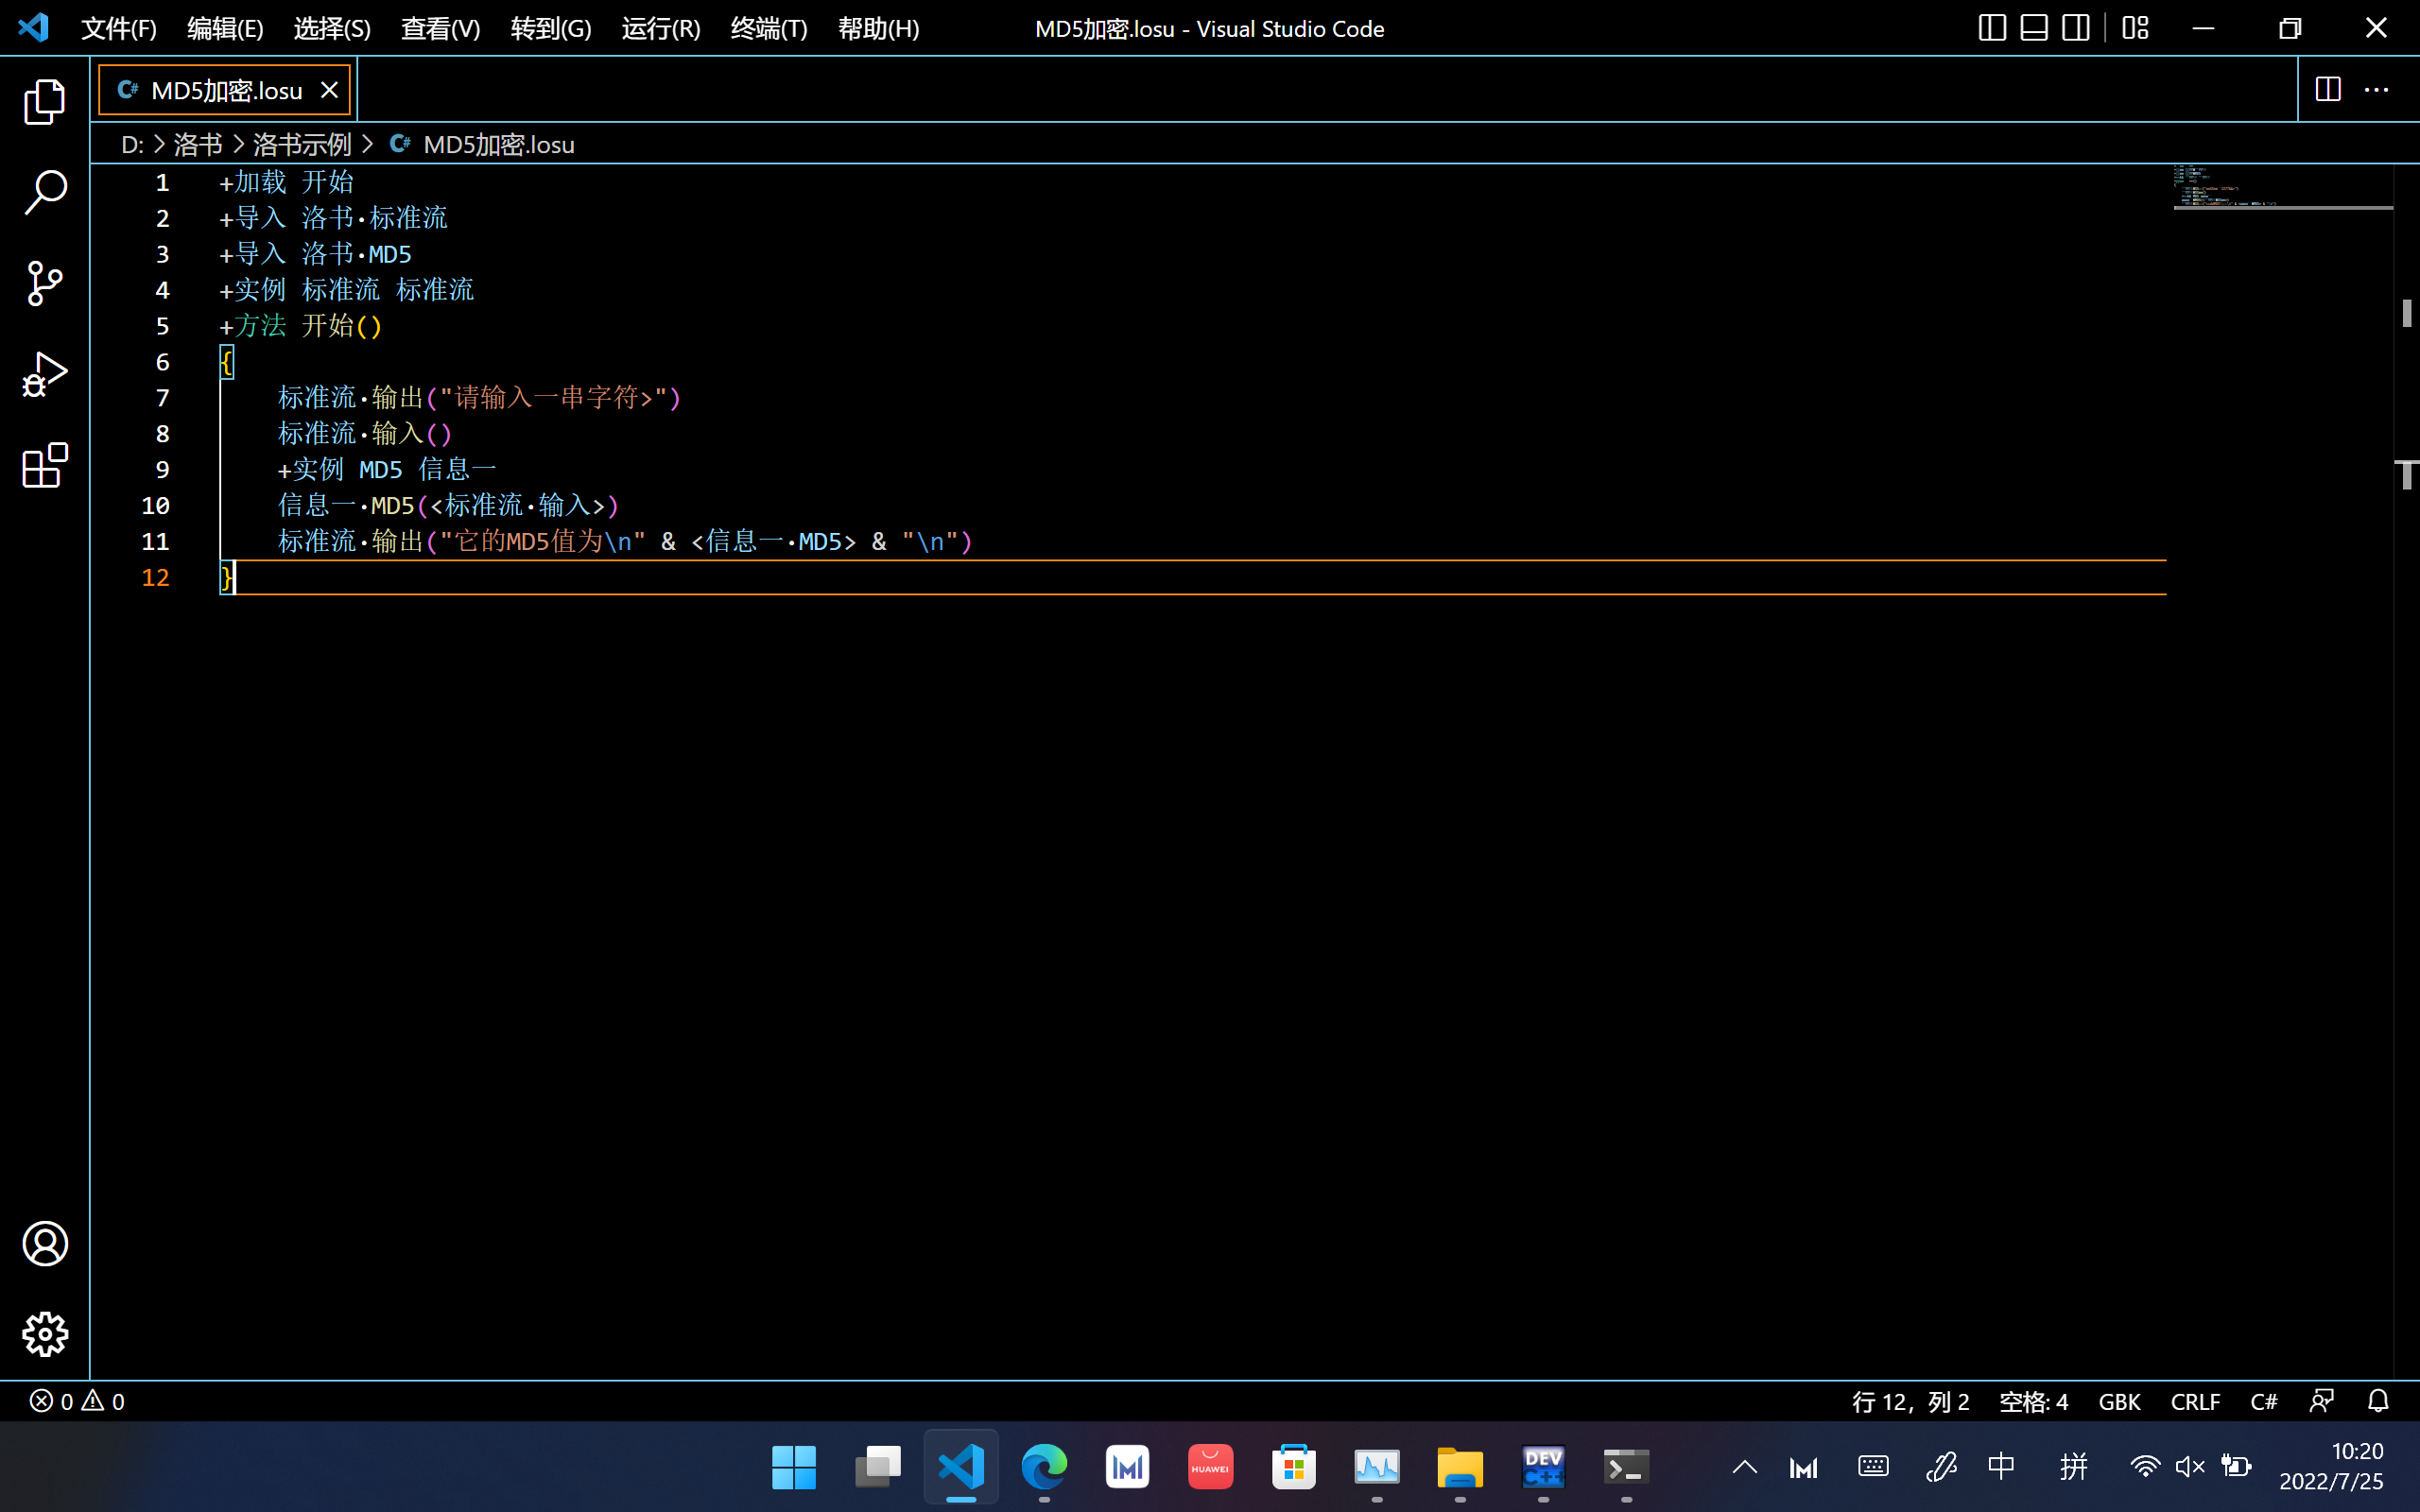 文件(F) 编辑(E) 选择(S) 查看(V) 转到(G) 运行(R) 终端(T) 帮助(H) MD5加密.losu - Visual Studio Code
C# MD5加密.losu
D: > 洛书 > 洛书示例 > C# MD5加密.losu
1 +加载 开始
2 +导入 洛书·标准流
3 +导入 洛书·MD5
4 +实例 标准流 标准流
5 +方法 开始()
6 {
7 标准流·输出("请输入一串字符>")
8 标准流·输入()
9 +实例 MD5 信息一
10 信息一·MD5(<标准流·输入>)
11 标准流·输出("它的MD5值为\n" & <信息一·MD5> & "\n")
12 }
0 0 行 12，列 2 空格: 4 GBK CRLF C#
HUAWEI DEV C++ 中 拼 10:20
2022/7/25